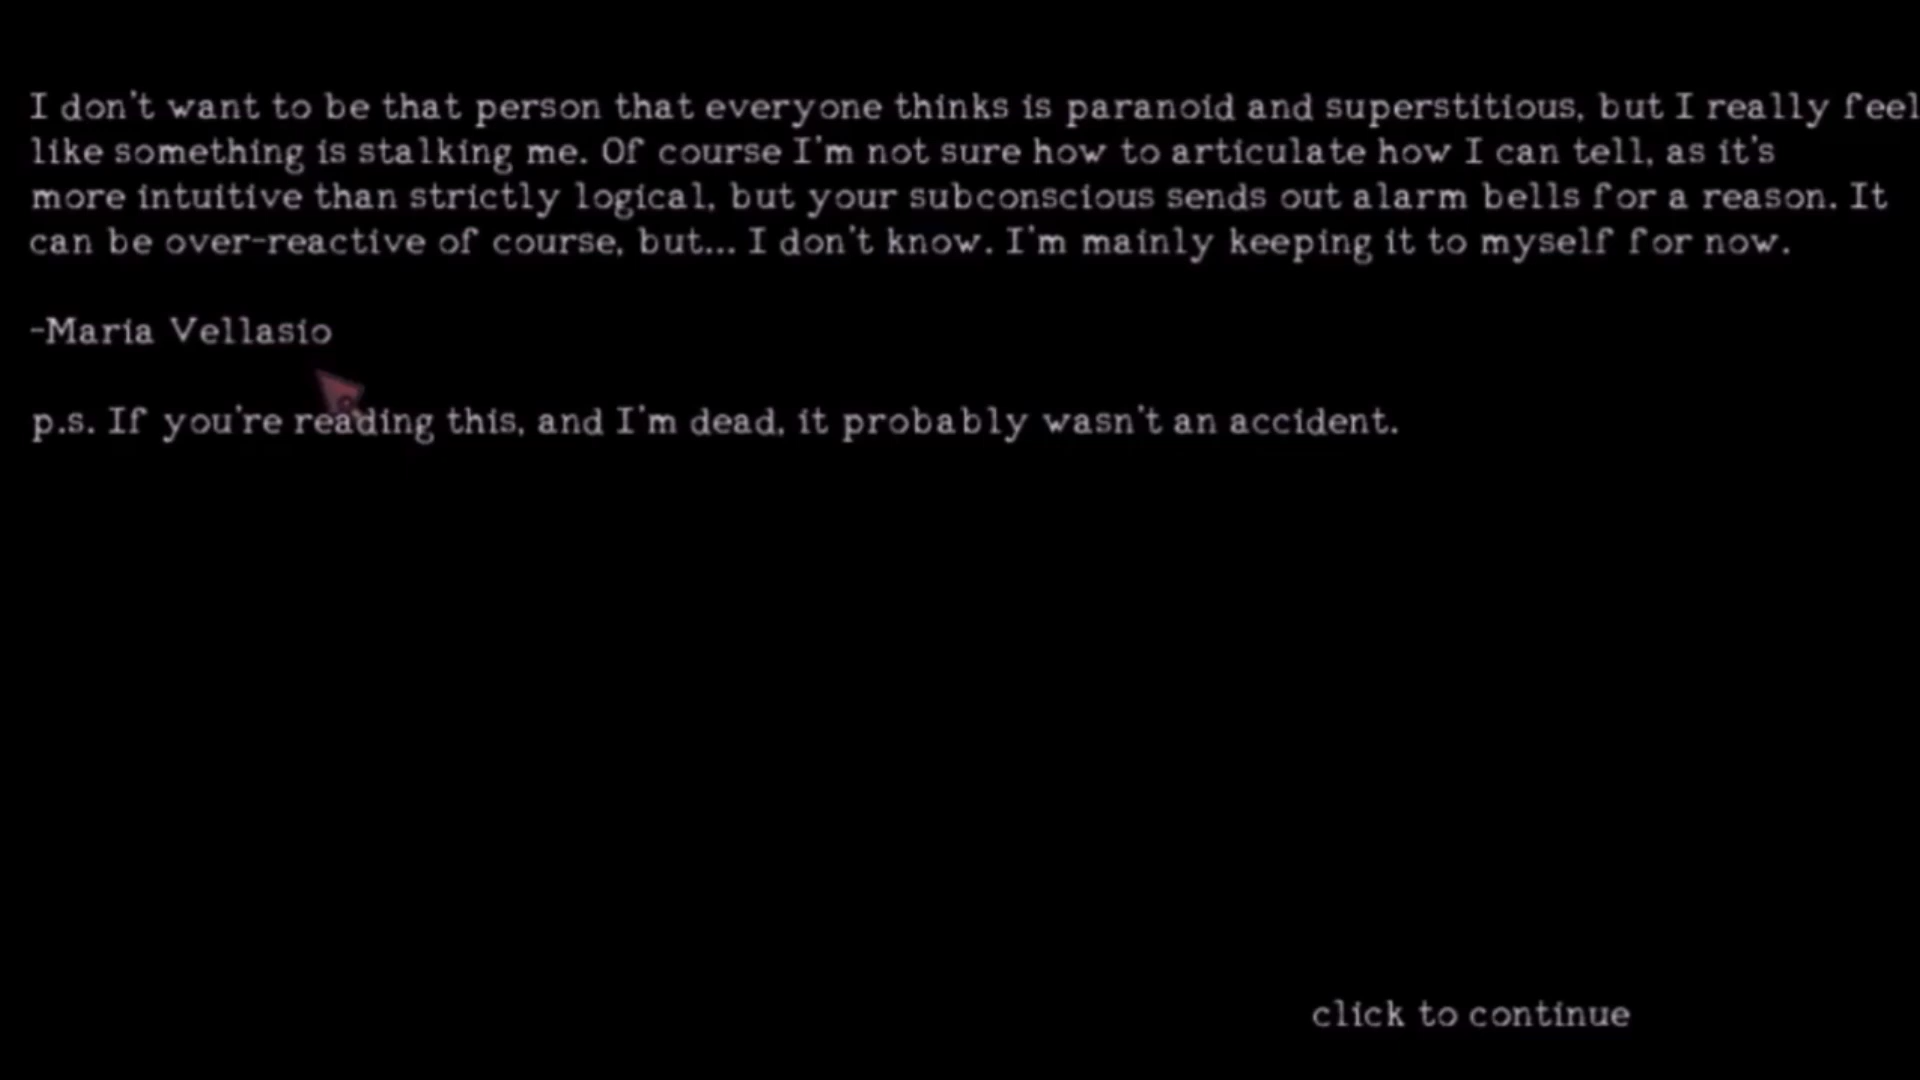 I don't want to be that person that everyone thinks is paranoid and superstitious, but I really feel
like something is stalking me. Of course I'm not sure how to articulate how I can tell, as it's
more intuitive than strictly logical, but your subconscious sends out alarm bells for a reason. It
can be over-reactive of course, but... I don't know. I'm mainly keeping it to myself for now.
-Maria Vellasio
p.s. If you're reading this, and I'm dead, it probably wasn't an accident.
click to continue